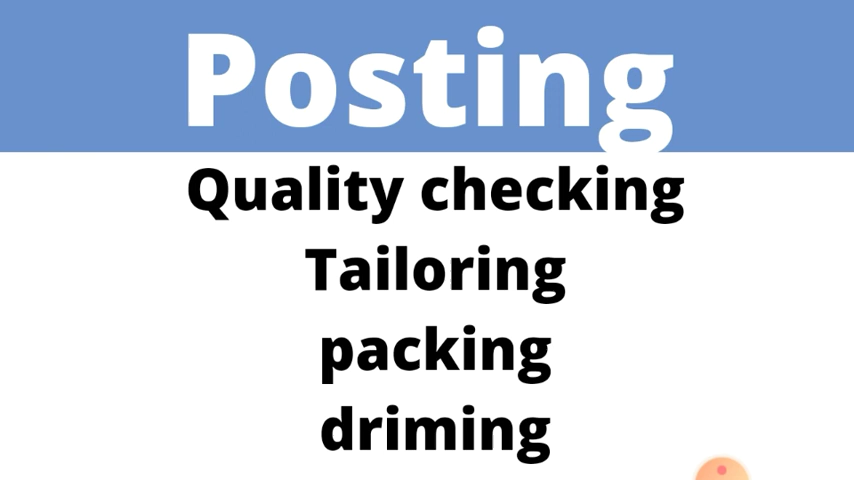 Posting
Quality checking
Tailoring
packing
driming